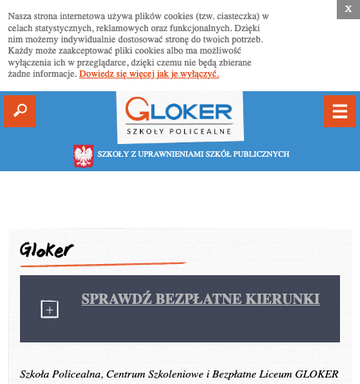 Nasza strona internetowa używa plików cookies (tzw. ciasteczka) w
celach statystycznych, reklamowych oraz funkcjonalnych. Dzięki
nim możemy indywidualnie dostosować stronę do twoich potrzeb.
Każdy może zaakceptować pliki cookies albo ma możliwość
wyłączenia ich w przeglądarce, dzięki czemu nie będą zbierane
żadne informacje. Dowiedz się więcej jak je wyłączyć.
x
GLOKER
SZKOŁY POLICEALNE
SZKOŁY Z UPRAWNIENIAMI SZKÓŁ PUBLICZNYCH
Gloker
SPRAWDŹ BEZPŁATNE KIERUNKI
Szkoła Policealna, Centrum Szkoleniowe i Bezpłatne Liceum GLOKER